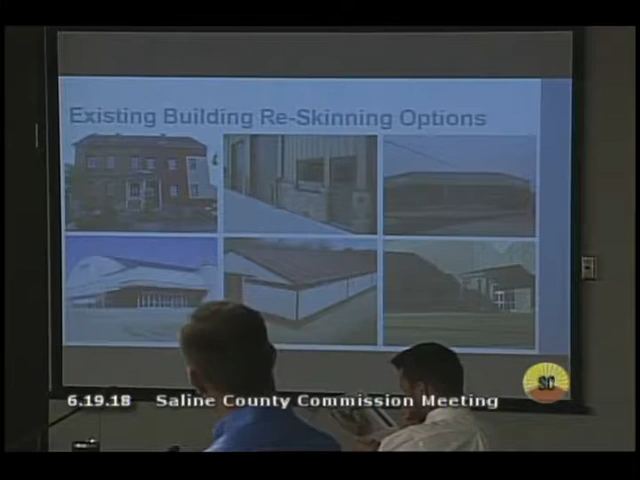 Existing Building Re-Skinning Options
SC
6.19.18 Saline County Commission Meeting